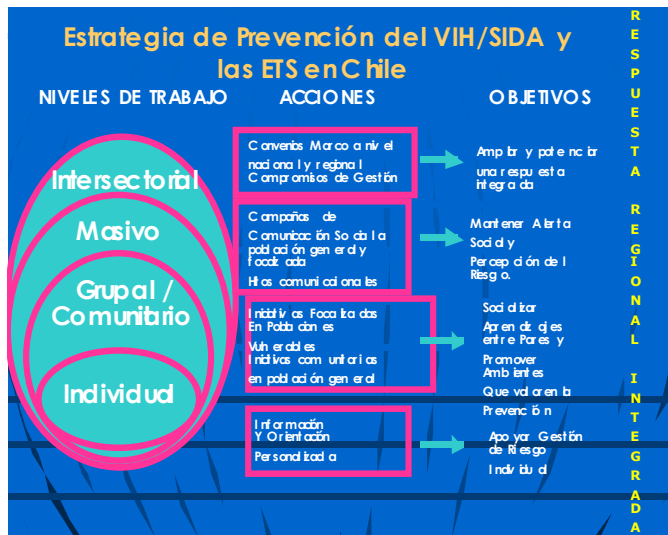 Estrategia de Prevención del VIH/SIDA y
las ETS en Chile
NIVELES DE TRABAJO
ACCIONES
OBJETIVOS
Intersectorial
Convenios Marco a nivel
nacional y regional
Compromisos de Gestión
Ampliar y potenciar
una respuesta
integrada
Masivo
Campañas de
Comunicación Social a
población general y
focalizada
Hitos comunicacionales
Mantener Alerta
Social y
Percepción del
Riesgo.
Grupal /
Comunitario
Iniciativas Focalizadas
En Poblaciones
Vulnerables
Iniciativas comunitarias
en población general
Socializar
Aprendizajes
entre Pares y
Promover
Ambientes
Que valoren la
Prevención
Individual
Información
Y Orientación
Personalizada
Apoyar Gestión
de Riesgo
Individual
RESPUESTA REGIONAL INTEGRADA